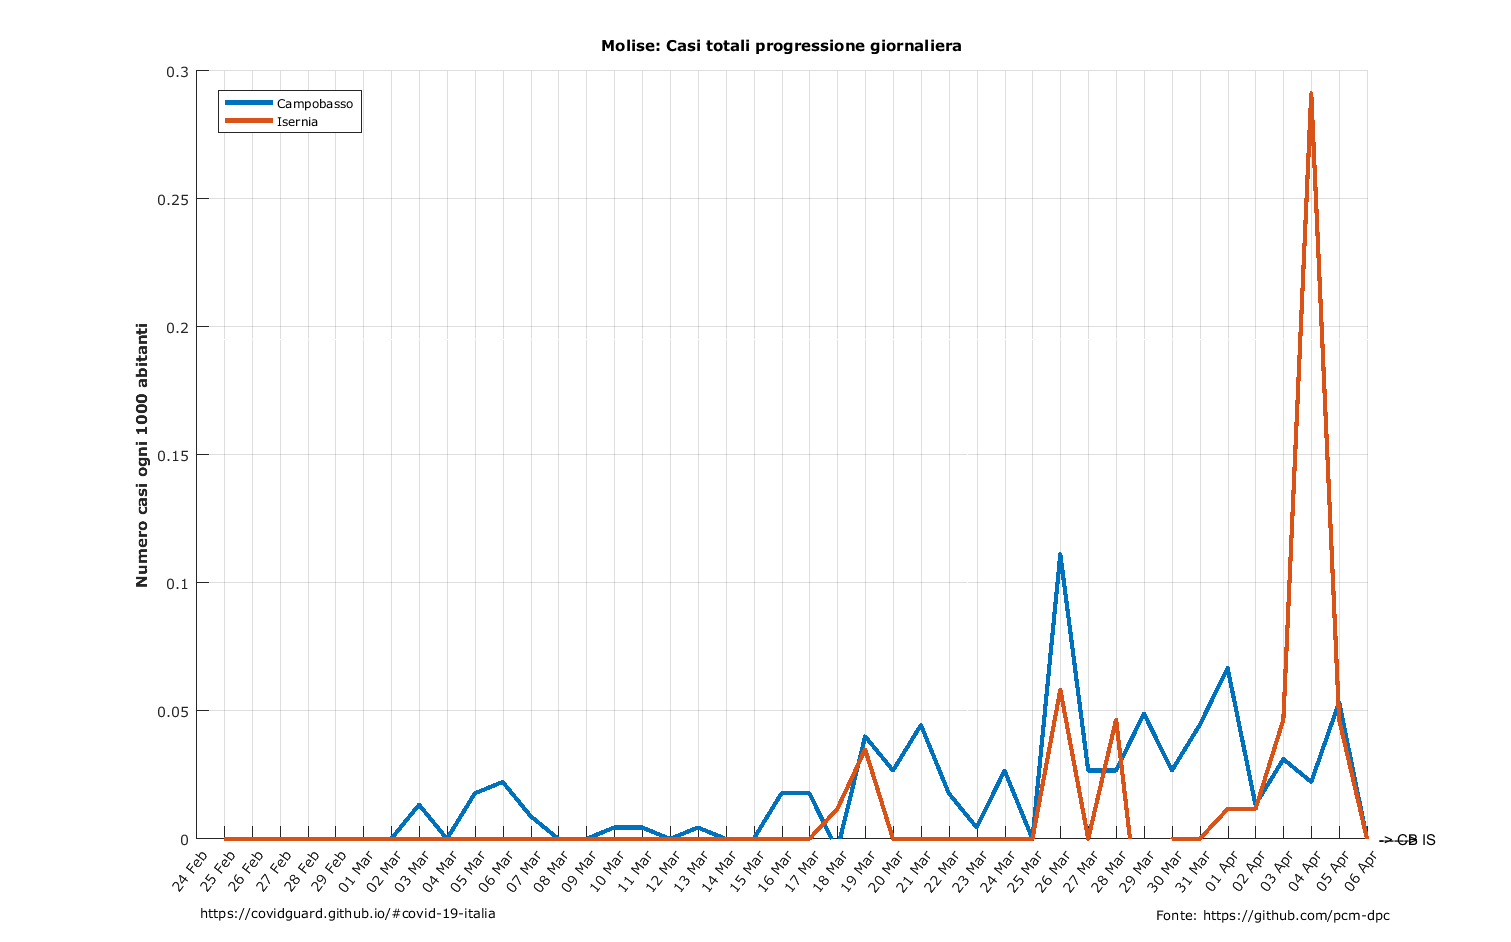 Molise: Casi totali progressione giornaliera
Campobasso
Isernia
Numero casi ogni 1000 abitanti
0.3
0.25
0.2
0.15
0.1
0.05
0
24 Feb
25 Feb
26 Feb
27 Feb
28 Feb
29 Feb
01 Mar
02 Mar
03 Mar
04 Mar
05 Mar
06 Mar
07 Mar
08 Mar
09 Mar
10 Mar
11 Mar
12 Mar
13 Mar
14 Mar
15 Mar
16 Mar
17 Mar
18 Mar
19 Mar
20 Mar
21 Mar
22 Mar
23 Mar
24 Mar
25 Mar
26 Mar
27 Mar
28 Mar
29 Mar
30 Mar
31 Mar
01 Apr
02 Apr
03 Apr
04 Apr
05 Apr
06 Apr
-> CB IS
https://covidguard.github.io/#covid-19-italia
Fonte: https://github.com/pcm-dpc